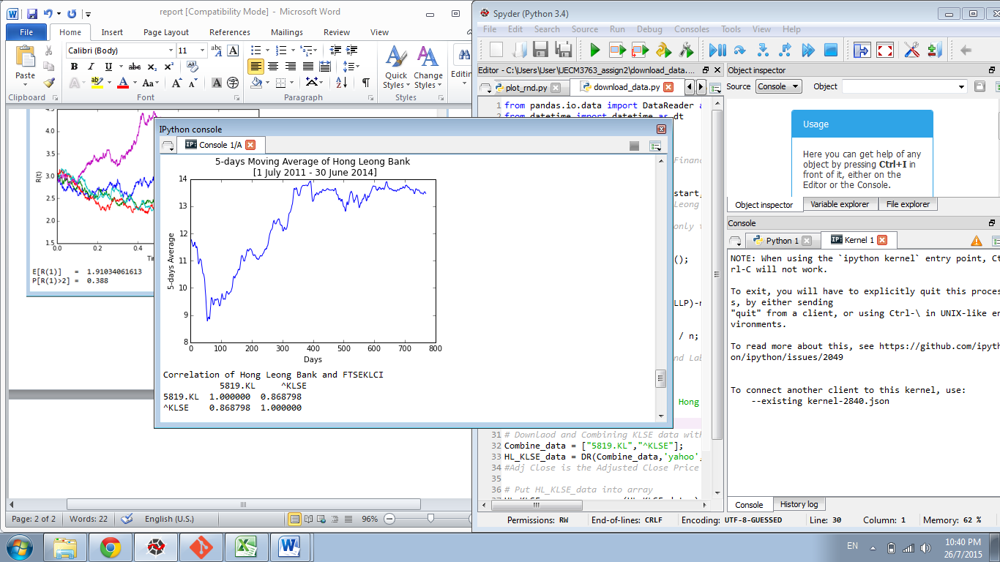 report [Compatibility Mode] - Microsoft Word
File Home Insert Page Layout References Mailings Review View
Calibri (Body) 11
Paste
Quick Styles
Change Styles
Clipboard Font Paragraph Styles
4.5
4.0
3.5
3.0
2.5
2.0
1.5
R(t)
0.0 0.2 0.4
E[R(1)] = 1.91034061613
P[R(1)>2] = 0.388
Page: 2 of 2 Words: 22 English (U.S.) 96%
IPython console
Console 1/A
5-days Moving Average of Hong Leong Bank
[1 July 2011 - 30 June 2014]
14
13
12
11
10
9
8
5-days Average
0 100 200 300 400 500 600 700 800
Days
Correlation of Hong Leong Bank and FTSEKLCI
5819.KL ^KLSE
5819.KL 1.000000 0.868798
^KLSE 0.868798 1.000000
Spyder (Python 3.4)
File Edit Search Source Run Debug Consoles Tools View Help
Editor - C:\Users\User\UECM3763_assign2\download_data....
plot_rnd.py download_data.py
1 from pandas.io.data import DataReader
2 from datetime import datetime as dt
();
/ n;
Hong
31 # Downlaod and Combining KLSE data with
32 Combine_data = ["5819.KL","^KLSE"];
33 HL_KLSE_data = DR(Combine_data,'yahoo',
34 #Adj Close is the Adjusted Close Price
35
36 # Put HL_KLSE_data into array
Object inspector
Source Console Object
Usage
Here you can get help of any
object by pressing Ctrl+I in
front of it, either on the
Editor or the Console.
Object inspector Variable explorer File explorer
Console
Python 1 Kernel 1
NOTE: When using the `ipython kernel` entry point, Ct
rl-C will not work.
To exit, you will have to explicitly quit this proces
s, by either sending
"quit" from a client, or using Ctrl-\ in UNIX-like en
vironments.
To read more about this, see https://github.com/ipyth
on/ipython/issues/2049
To connect another client to this kernel, use:
--existing kernel-2840.json
Console History log
Permissions: RW End-of-lines: CRLF Encoding: UTF-8-GUESSED Line: 30 Column: 1 Memory: 62 %
EN
10:40 PM
26/7/2015